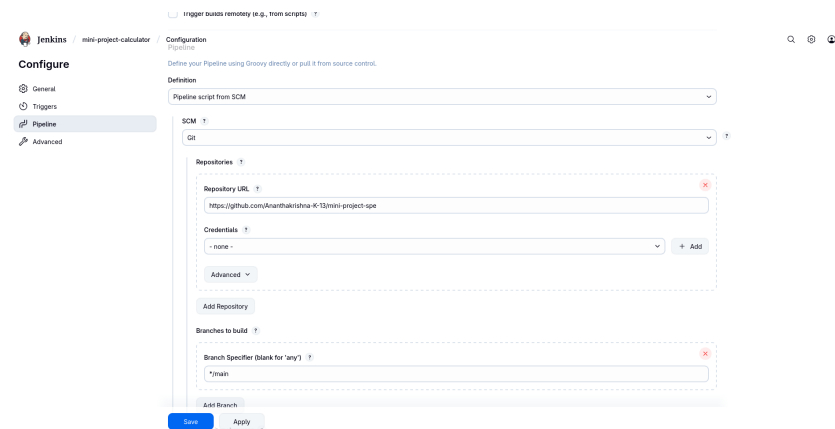 Trigger builds remotely (e.g., from scripts) ?
Jenkins / mini-project-calculator / Configuration
Configure
General
Triggers
Pipeline
Advanced
Pipeline
Define your Pipeline using Groovy directly or pull it from source control.
Definition
Pipeline script from SCM
SCM ?
Git
?
Repositories ?
Repository URL ?
https://github.com/Ananthakrishna-K-13/mini-project-spe
Credentials ?
- none -
+ Add
Advanced
Add Repository
Branches to build ?
Branch Specifier (blank for 'any') ?
*/main
Add Branch
Save
Apply